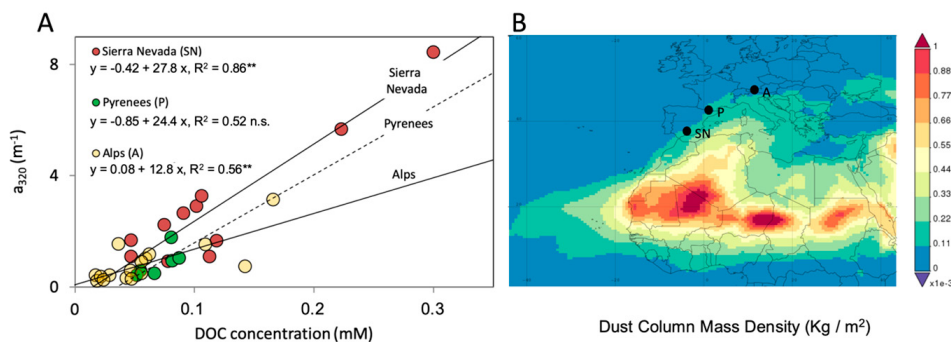 A
B
8
4
0
a320 (m-1)
Sierra Nevada (SN)
y = -0.42 + 27.8 x, R2 = 0.86**
Pyrenees (P)
y = -0.85 + 24.4 x, R2 = 0.52 n.s.
Alps (A)
y = 0.08 + 12.8 x, R2 = 0.56**
Sierra
Nevada
Pyrenees
Alps
0
0.1
0.2
0.3
DOC concentration (mM)
A
P
SN
1
0.88
0.77
0.66
0.55
0.44
0.33
0.22
0.11
0
x1e-3
Dust Column Mass Density (Kg / m2)